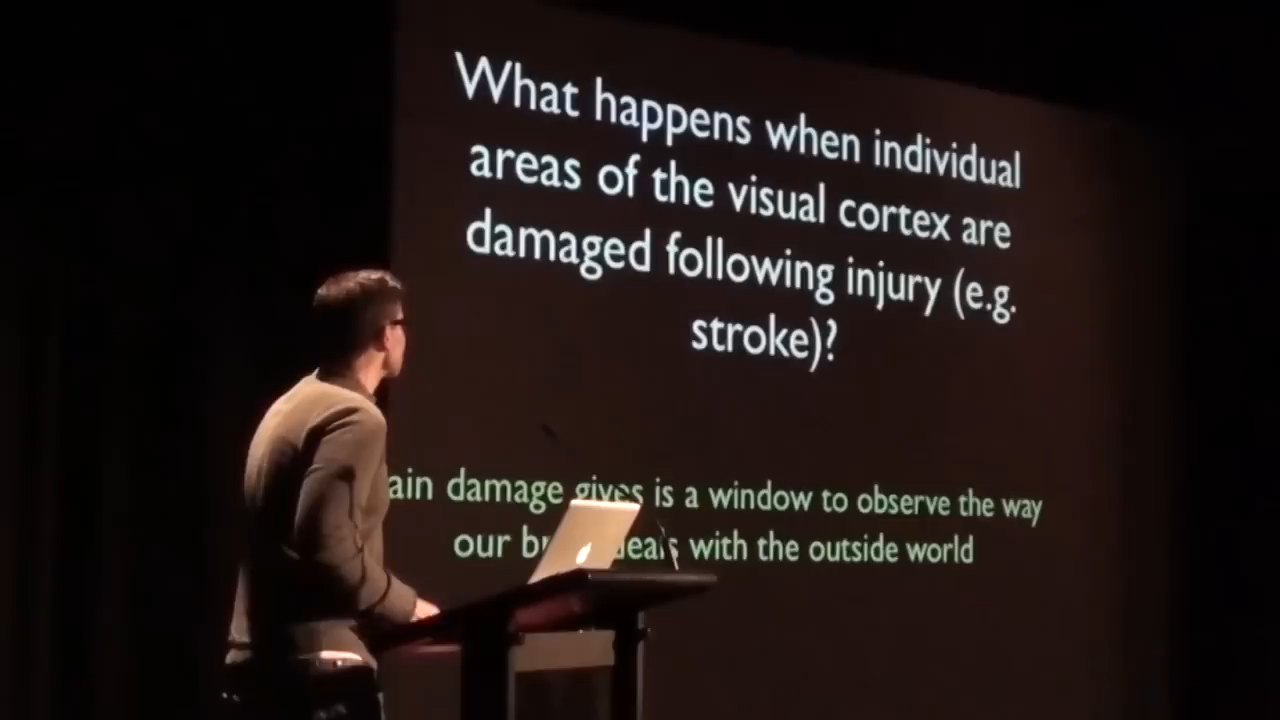 What happens when individual
areas of the visual cortex are
damaged following injury (e.g.
stroke)?
ain damage gives is a window to observe the way
our deals with the outside world